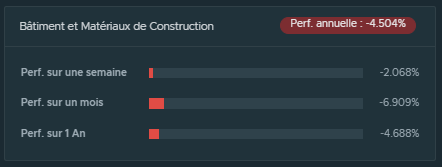 Bâtiment et Matériaux de Construction
Perf. annuelle : -4.504%
Perf. sur une semaine -2.068%
Perf. sur un mois -6.909%
Perf. sur 1 An -4.688%